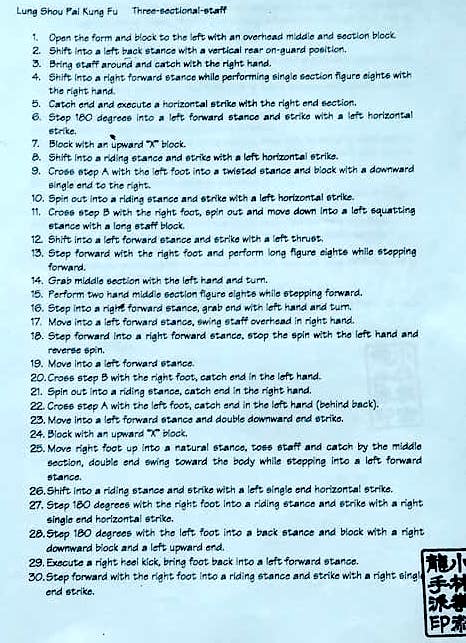 Lung Shou Pai Kung Fu Three-sectional-staff
1. Open the form and block to the left with an overhead middle and section block.
2. Shift into a left back stance with a vertical rear on-guard position.
3. Bring staff around and catch with the right hand.
4. Shift into a right forward stance while performing single section figure eights with
the right hand.
5. Catch end and execute a horizontal strike with the right end section.
6. Step 180 degrees into a left forward stance and strike with a left horizontal
strike.
7. Block with an upward "X" block.
8. Shift into a riding stance and strike with a left horizontal strike.
9. Cross step A with the left foot into a twisted stance and block with a downward
single end to the right.
10. Spin out into a riding stance and strike with a left horizontal strike.
11. Cross step B with the right foot, spin out and move down into a left squatting
stance with a long staff block.
12. Shift into a left forward stance and strike with a left thrust.
13. Step forward with the right foot and perform long figure eights while stepping
forward.
14. Grab middle section with the left hand and turn.
15. Perform two hand middle section figure eights while stepping forward.
16. Step into a right forward stance, grab end with left hand and turn.
17. Move into a left forward stance, swing staff overhead in right hand.
18. Step forward into a right forward stance, stop the spin with the left hand and
reverse spin.
19. Move into a left forward stance.
20. Cross step B with the right foot, catch end in the left hand.
21. Spin out into a riding stance, catch end in the right hand.
22. Cross step A with the left foot, catch end in the left hand (behind back).
23. Move into a left forward stance and double downward end strike.
24. Block with an upward "X" block.
25. Move right foot up into a natural stance, toss staff and catch by the middle
section, double end swing toward the body while stepping into a left forward
stance.
26. Shift into a riding stance and strike with a left single end horizontal strike.
27. Step 180 degrees with the right foot into a riding stance and strike with a right
single end horizontal strike.
28. Step 180 degrees with the left foot into a back stance and block with a right
downward block and a left upward end.
29. Execute a right heel kick, bring foot back into a left forward stance.
30. Step forward with the right foot into a riding stance and strike with a right single
end strike.
小林
龍手派印